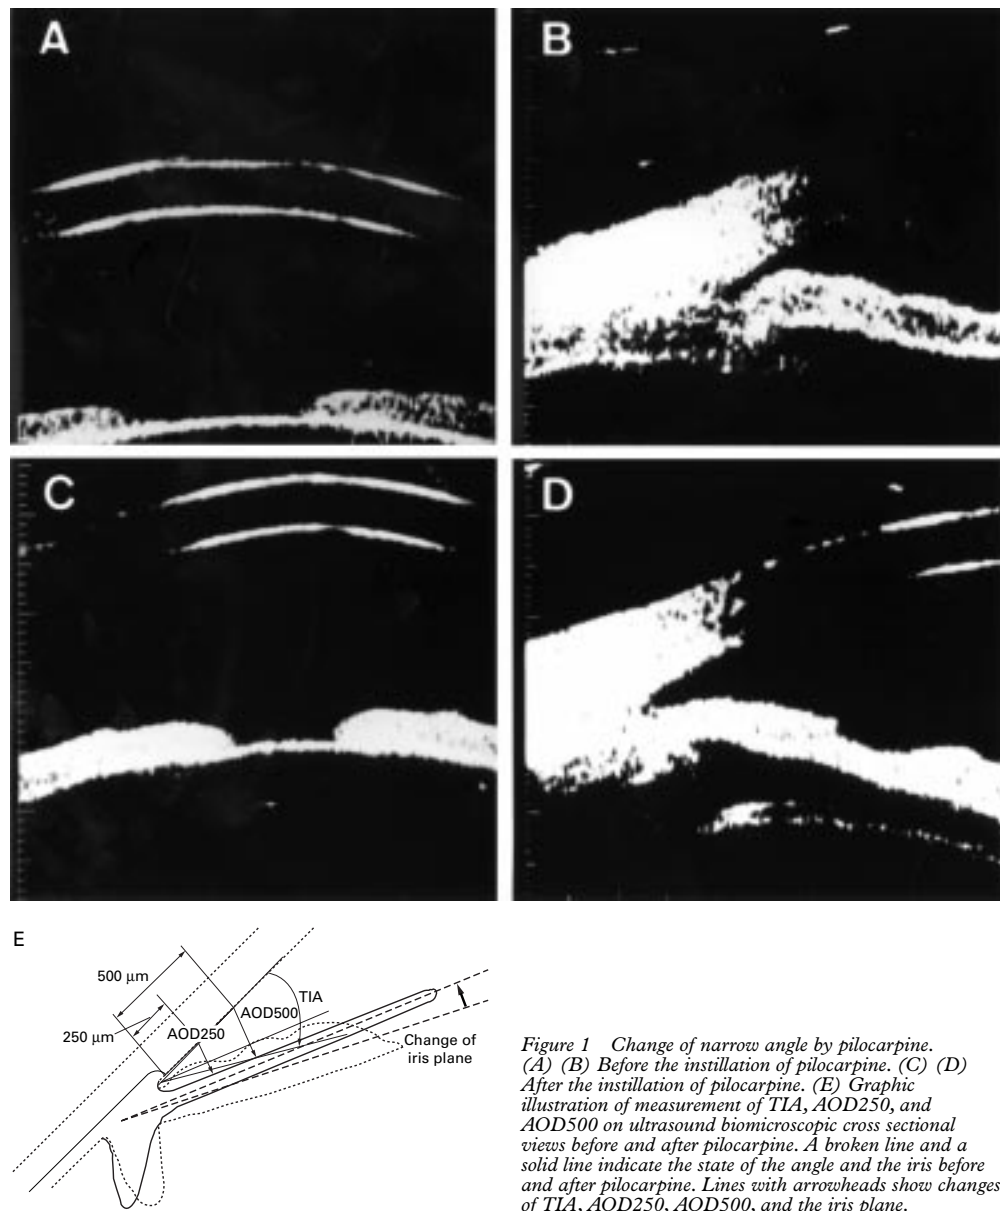 A
B
C
D
E
500 µm
250 µm
AOD250
AOD500
TIA
Change of
iris plane
Figure 1 Change of narrow angle by pilocarpine.
(A) (B) Before the instillation of pilocarpine. (C) (D)
After the instillation of pilocarpine. (E) Graphic
illustration of measurement of TIA, AOD250, and
AOD500 on ultrasound biomicroscopic cross sectional
views before and after pilocarpine. A broken line and a
solid line indicate the state of the angle and the iris before
and after pilocarpine. Lines with arrowheads show changes
of TIA, AOD250, AOD500, and the iris plane.